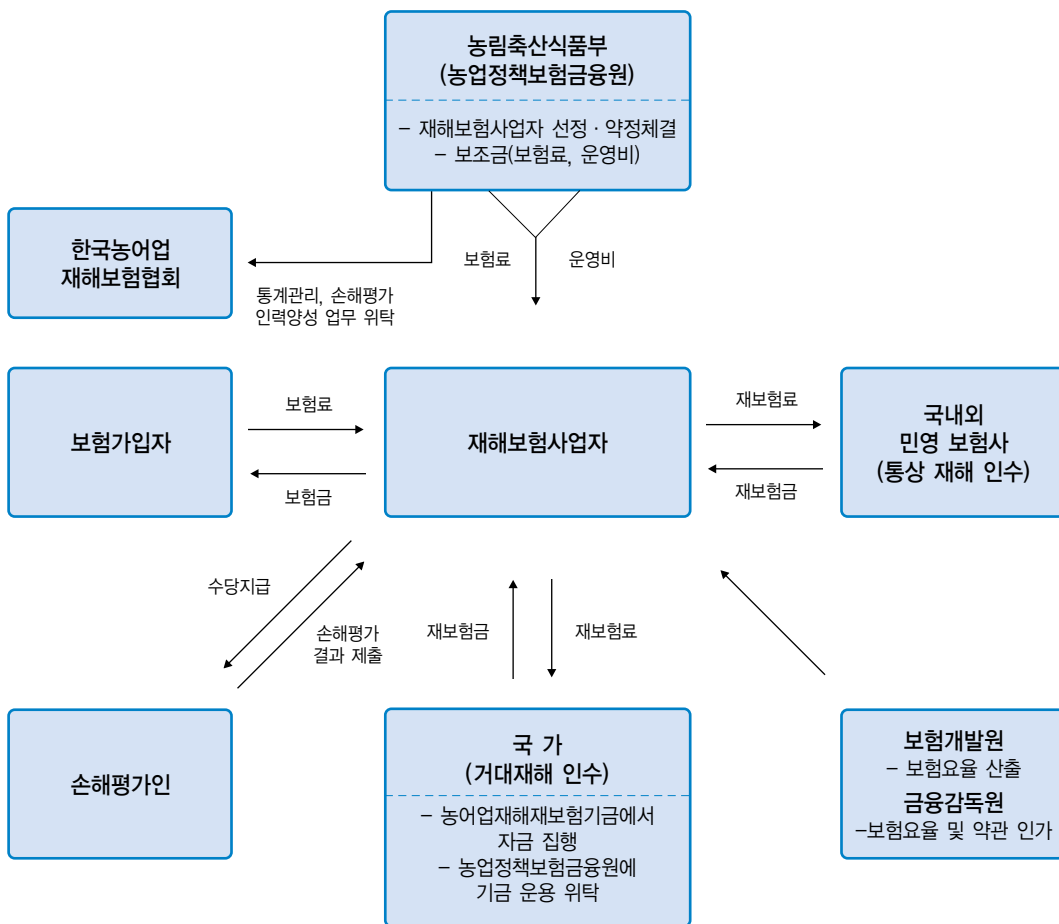 농림축산식품부
(농업정책보험금융원)
– 재해보험사업자 선정 · 약정체결
– 보조금(보험료, 운영비)
한국농어업
재해보험협회
보험료
운영비
통계관리, 손해평가
인력양성 업무 위탁
보험가입자
보험료
보험금
재해보험사업자
재보험료
재보험금
국내외
민영 보험사
(통상 재해 인수)
수당지급
손해평가
결과 제출
재보험금
재보험료
손해평가인
국 가
(거대재해 인수)
– 농어업재해재보험기금에서
자금 집행
– 농업정책보험금융원에
기금 운용 위탁
보험개발원
– 보험요율 산출
금융감독원
–보험요율 및 약관 인가